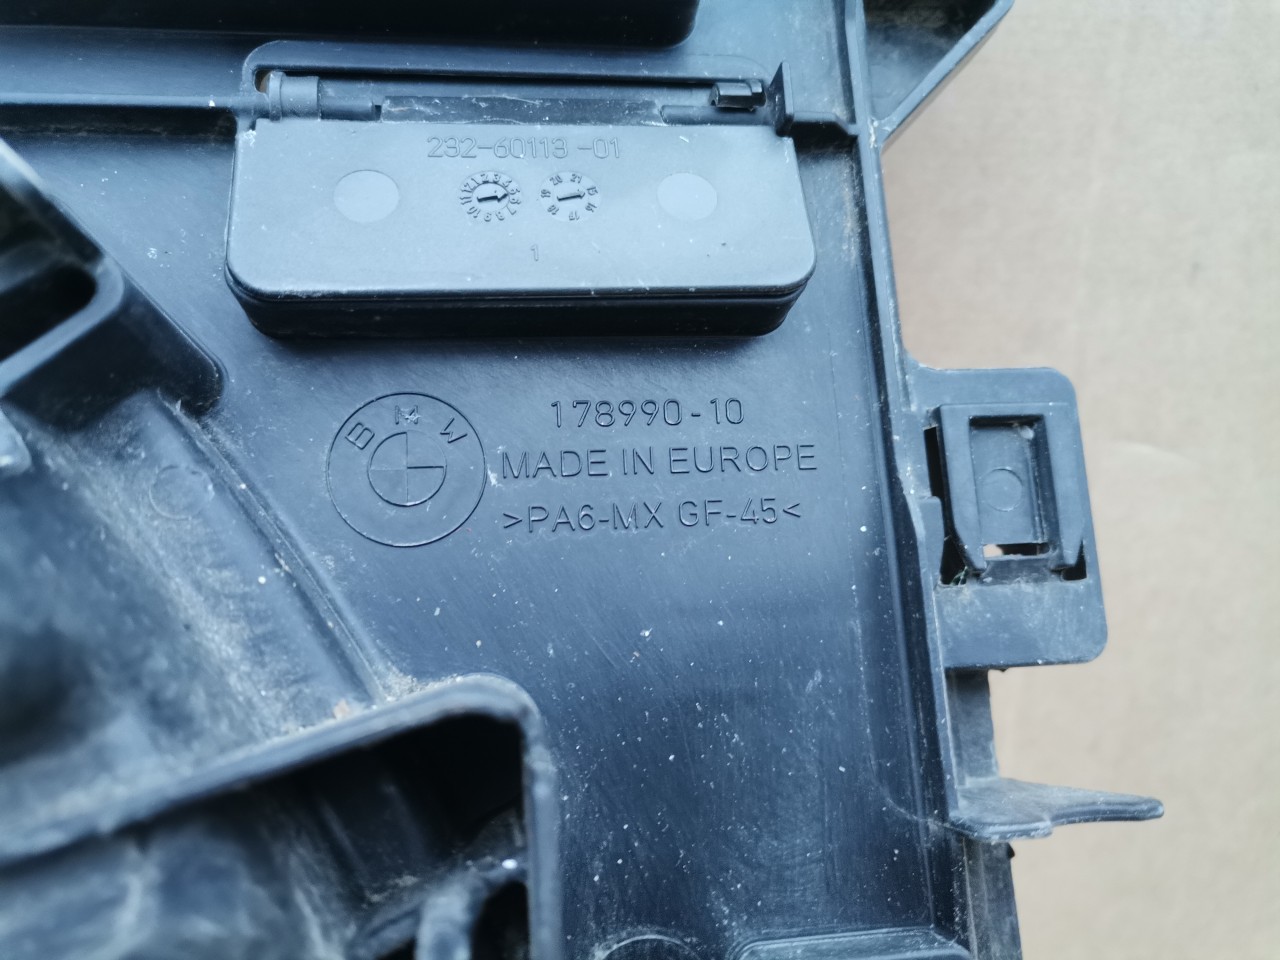 232-60113-01
1
BMW
178990-10
MADE IN EUROPE
>PA6-MX GF-45<